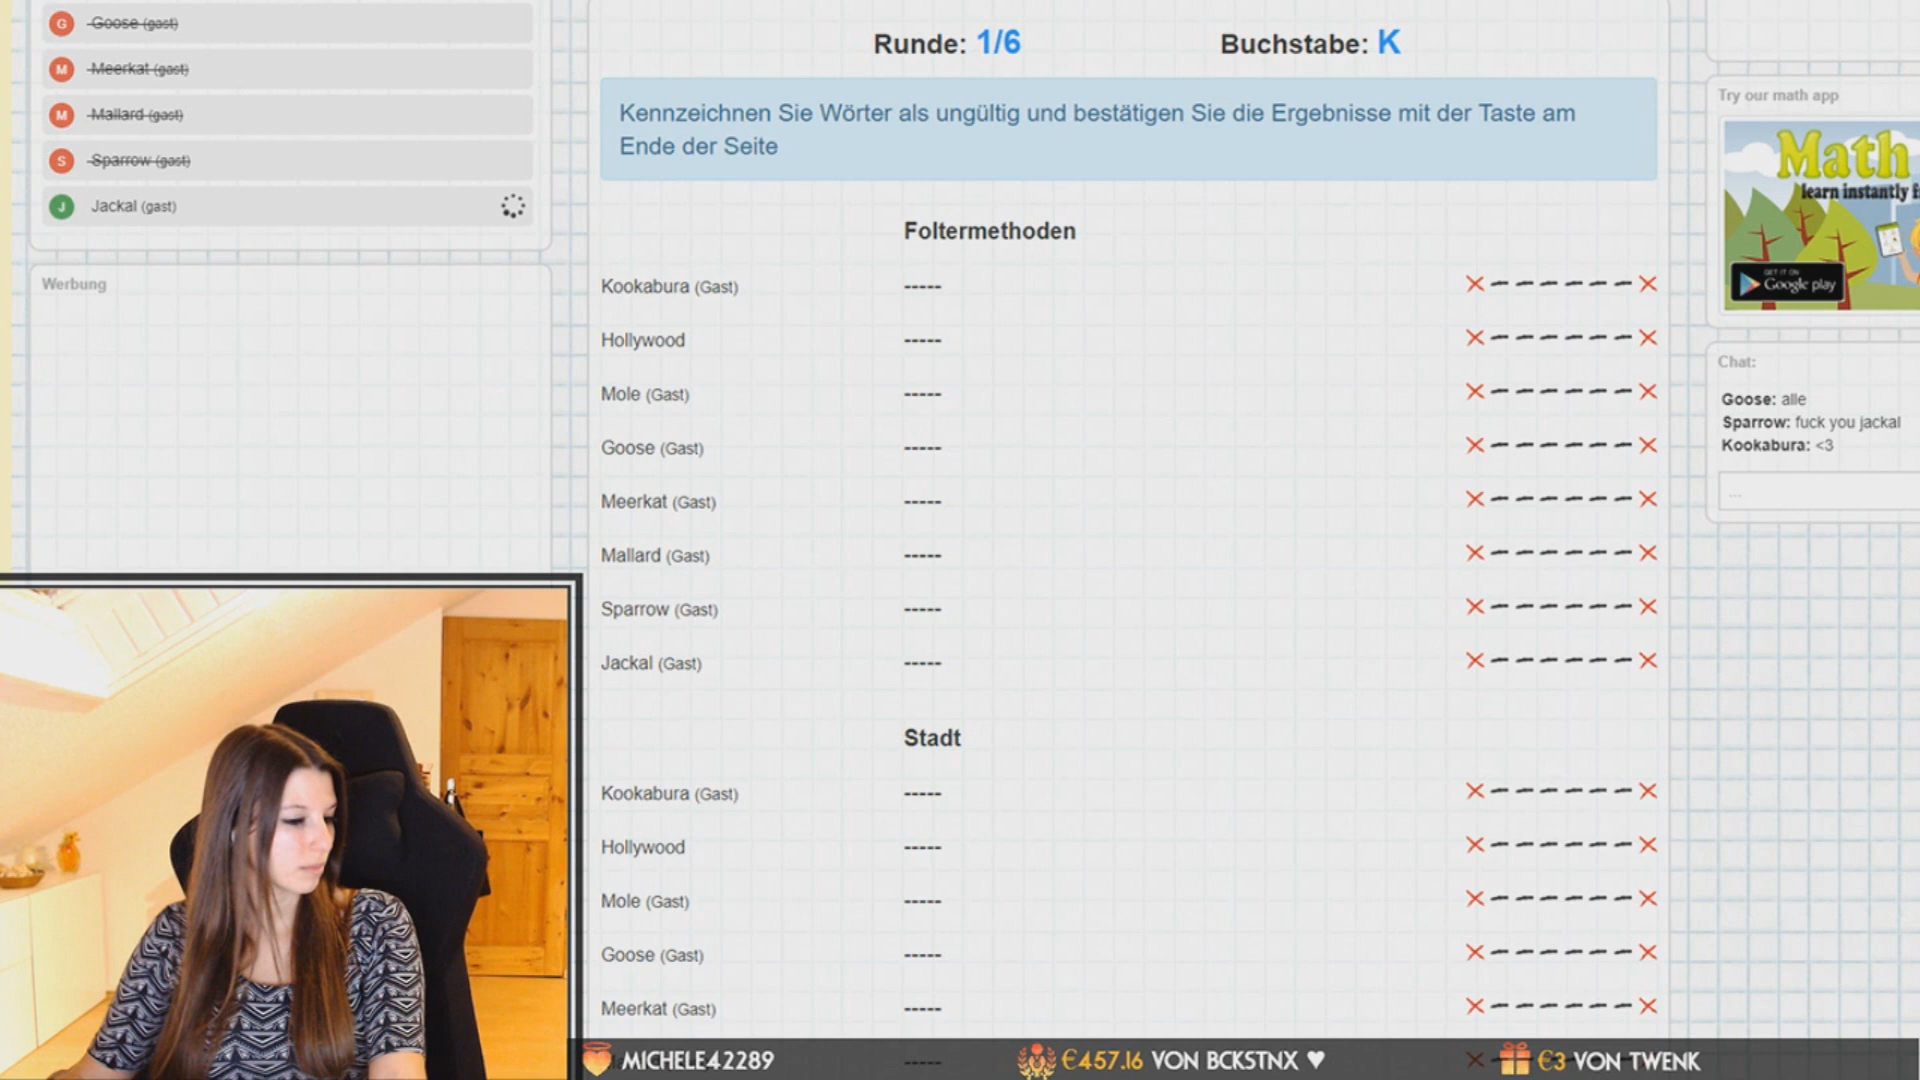 Goose (gast)
Meerkat (gast)
Mallard (gast)
Sparrow (gast)
Jackal (gast)
Werbung
Runde: 1/6
Buchstabe: K
Kennzeichnen Sie Wörter als ungültig und bestätigen Sie die Ergebnisse mit der Taste am
Ende der Seite
Foltermethoden
Kookabura (Gast) -----
Hollywood -----
Mole (Gast) -----
Goose (Gast) -----
Meerkat (Gast) -----
Mallard (Gast) -----
Sparrow (Gast) -----
Jackal (Gast) -----
Stadt
Kookabura (Gast) -----
Hollywood -----
Mole (Gast) -----
Goose (Gast) -----
Meerkat (Gast) -----
Try our math app
Math
GET IT ON
Google play
Chat:
Goose: alle
Sparrow: fuck you jackal
Kookabura: <3
...
MICHELE42289
€457.16 VON BCKSTNX ♥
€3 VON TWENK